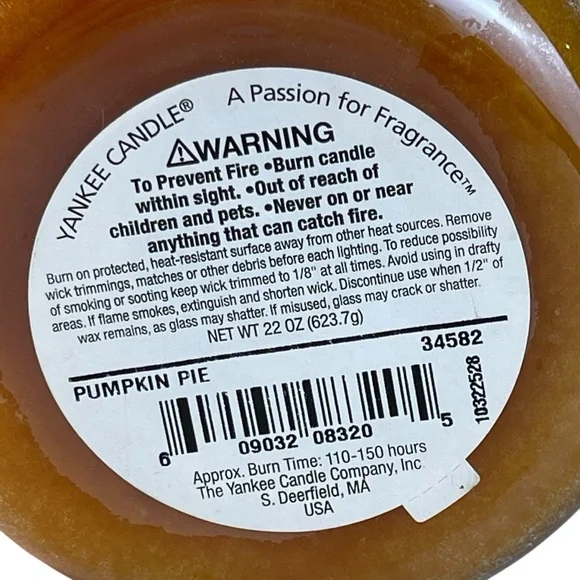 YANKEE CANDLE® A Passion for Fragrance™
⚠WARNING
To Prevent Fire •Burn candle
within sight. •Out of reach of
children and pets. •Never on or near
anything that can catch fire.
Burn on protected, heat-resistant surface away from other heat sources. Remove
wick trimmings, matches or other debris before each lighting. To reduce possibility
of smoking or sooting keep wick trimmed to 1/8" at all times. Avoid using in drafty
areas. If flame smokes, extinguish and shorten wick. Discontinue use when 1/2" of
wax remains, as glass may shatter. If misused, glass may crack or shatter.
NET WT 22 OZ (623.7g)
34582
PUMPKIN PIE
6 09032 08320 5
10322528
Approx. Burn Time: 110-150 hours
The Yankee Candle Company, Inc
S. Deerfield, MA
USA